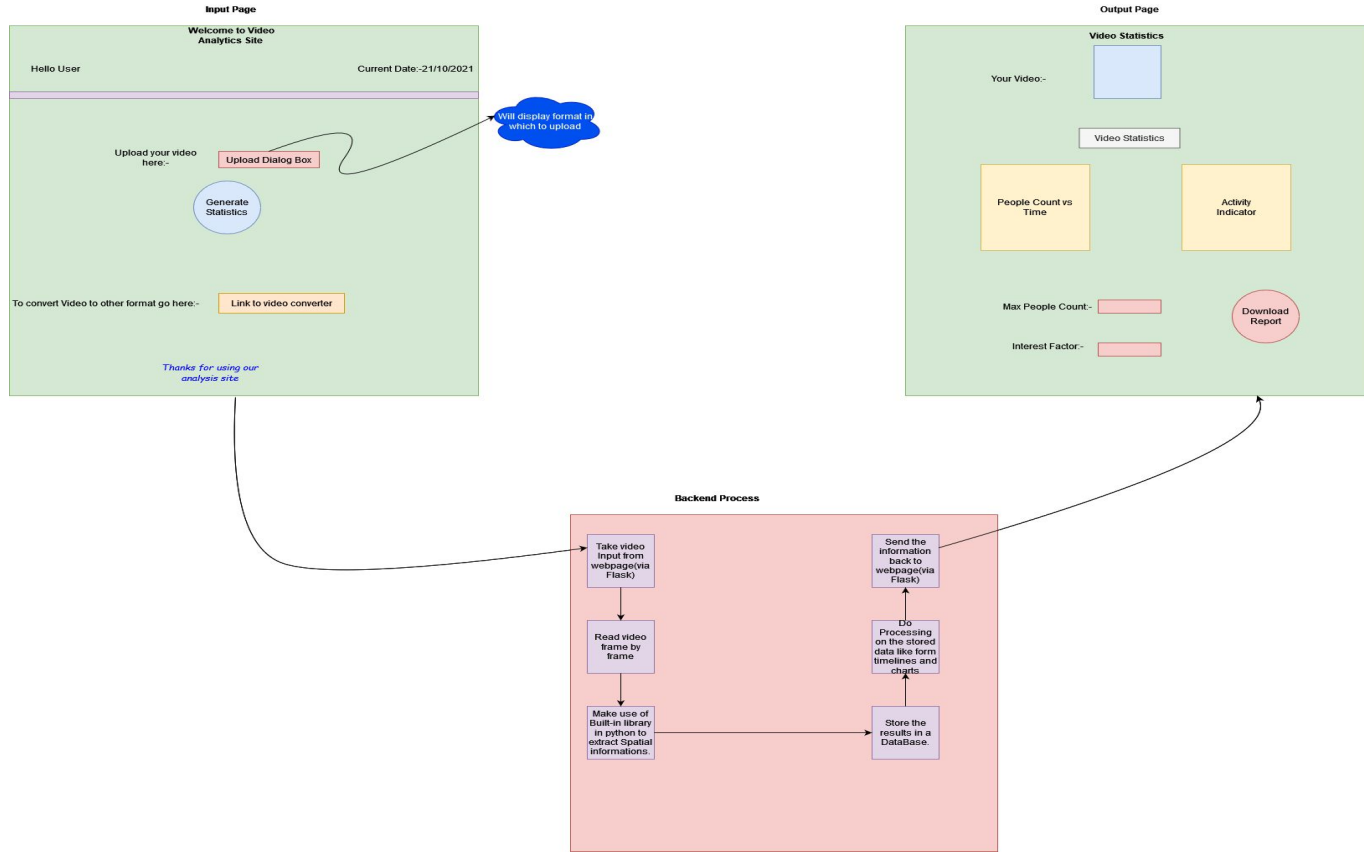 Input Page
Welcome to Video
Analytics Site
Hello User
Current Date:-21/10/2021
Will display format in
which to upload
Upload your video
here:-
Upload Dialog Box
Generate
Statistics
To convert Video to other format go here:-
Link to video converter
Thanks for using our
analysis site
Output Page
Video Statistics
Your Video:-
Video Statistics
People Count vs
Time
Activity
Indicator
Max People Count:-
Download
Report
Interest Factor:-
Backend Process
Take video
Input from
webpage(via
Flask)
Read video
frame by
frame
Make use of
Built-in library
in python to
extract Spatial
informations.
Store the
results in a
DataBase.
Do
Processing
on the stored
data like form
timelines and
charts
Send the
information
back to
webpage(via
Flask)